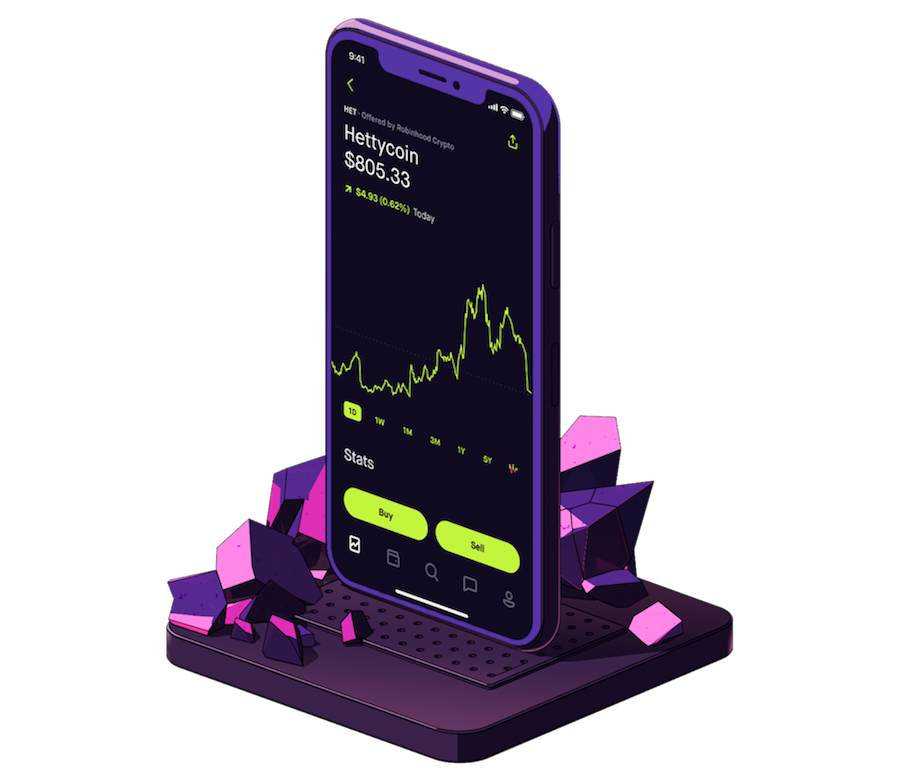 9:41
HET · Offered by Robinhood Crypto
Hettycoin
$805.33
$4.93 (0.62%) Today
1D 1W 1M 3M 1Y 5Y
Stats
Buy Sell